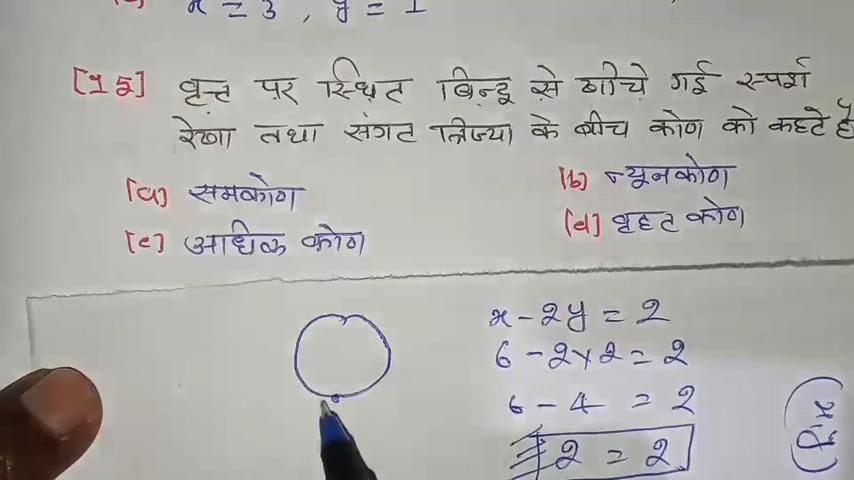 x = 3 , y = 1
[15] वृत्त पर स्थित बिन्दू से खीचे गई स्पर्श
रेखा तथा संगत त्रिज्या के बीच कोण को कहते है
(a) समकोण
(b) न्यूनकोण
(c) अधिक कोण
(d) वृहट कोण
x - 2y = 2
6 - 2×2 = 2
6 - 4 = 2
2 = 2
(x,y)